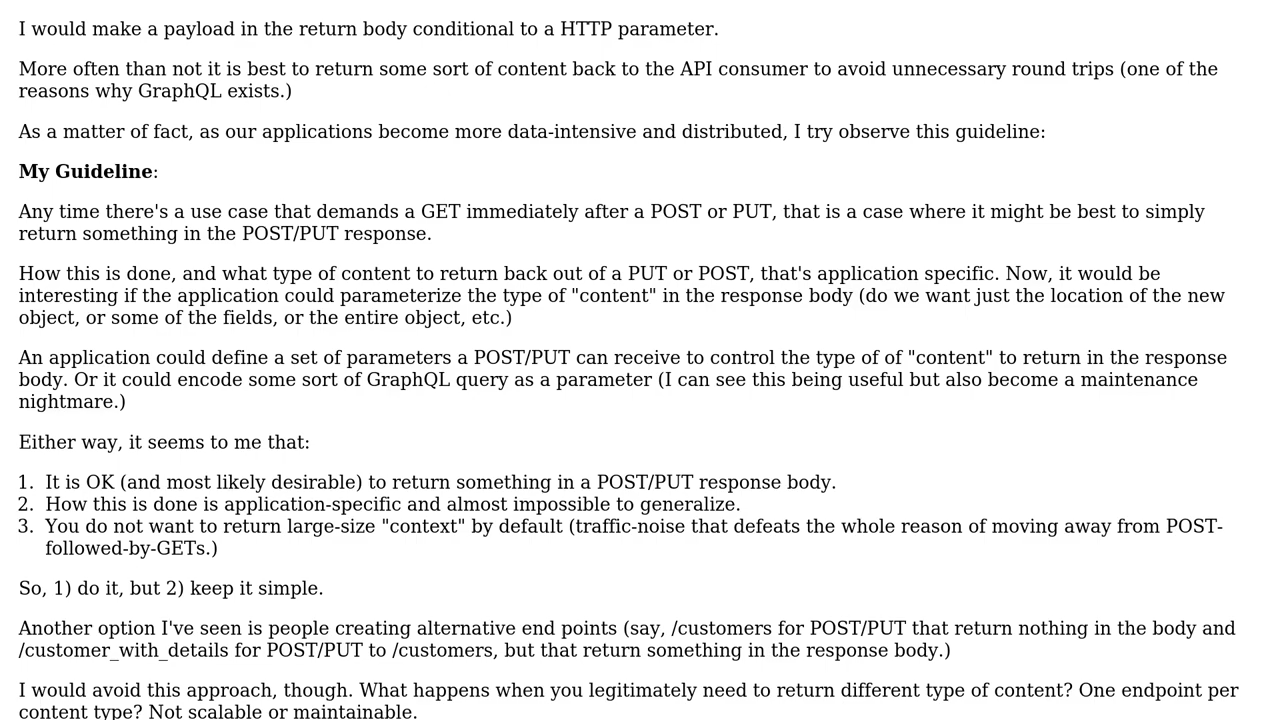 I would make a payload in the return body conditional to a HTTP parameter.
More often than not it is best to return some sort of content back to the API consumer to avoid unnecessary round trips (one of the
reasons why GraphQL exists.)
As a matter of fact, as our applications become more data-intensive and distributed, I try observe this guideline:
My Guideline:
Any time there's a use case that demands a GET immediately after a POST or PUT, that is a case where it might be best to simply
return something in the POST/PUT response.
How this is done, and what type of content to return back out of a PUT or POST, that's application specific. Now, it would be
interesting if the application could parameterize the type of "content" in the response body (do we want just the location of the new
object, or some of the fields, or the entire object, etc.)
An application could define a set of parameters a POST/PUT can receive to control the type of of "content" to return in the response
body. Or it could encode some sort of GraphQL query as a parameter (I can see this being useful but also become a maintenance
nightmare.)
Either way, it seems to me that:
1. It is OK (and most likely desirable) to return something in a POST/PUT response body.
2. How this is done is application-specific and almost impossible to generalize.
3. You do not want to return large-size "context" by default (traffic-noise that defeats the whole reason of moving away from POST-
followed-by-GETs.)
So, 1) do it, but 2) keep it simple.
Another option I've seen is people creating alternative end points (say, /customers for POST/PUT that return nothing in the body and
/customer_with_details for POST/PUT to /customers, but that return something in the response body.)
I would avoid this approach, though. What happens when you legitimately need to return different type of content? One endpoint per
content type? Not scalable or maintainable.